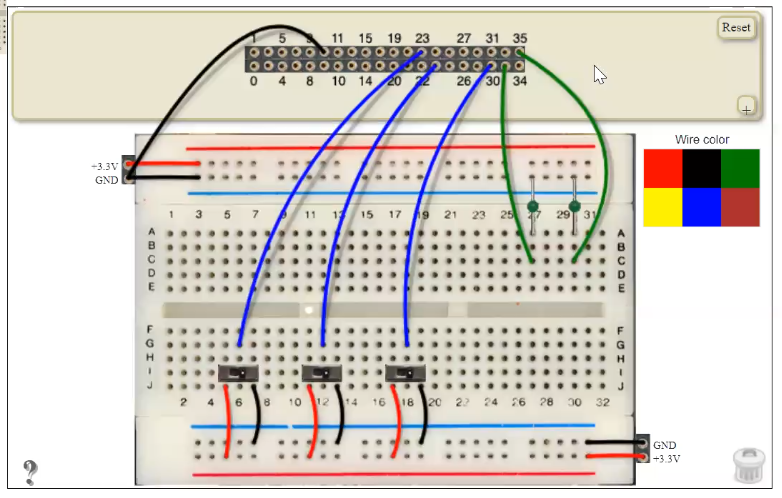 Reset
1 5 9 11 15 19 23 27 31 35
0 4 8 10 14 20 22 26 30 34
+
Wire color
+3.3V
GND
1 3 5 7 9 11 13 15 17 19 21 23 25 27 29 31
A A
B B
C C
D D
E E
F F
G G
H H
I I
J J
2 4 6 8 10 12 14 16 18 20 22 24 26 28 30 32
GND
+3.3V
?